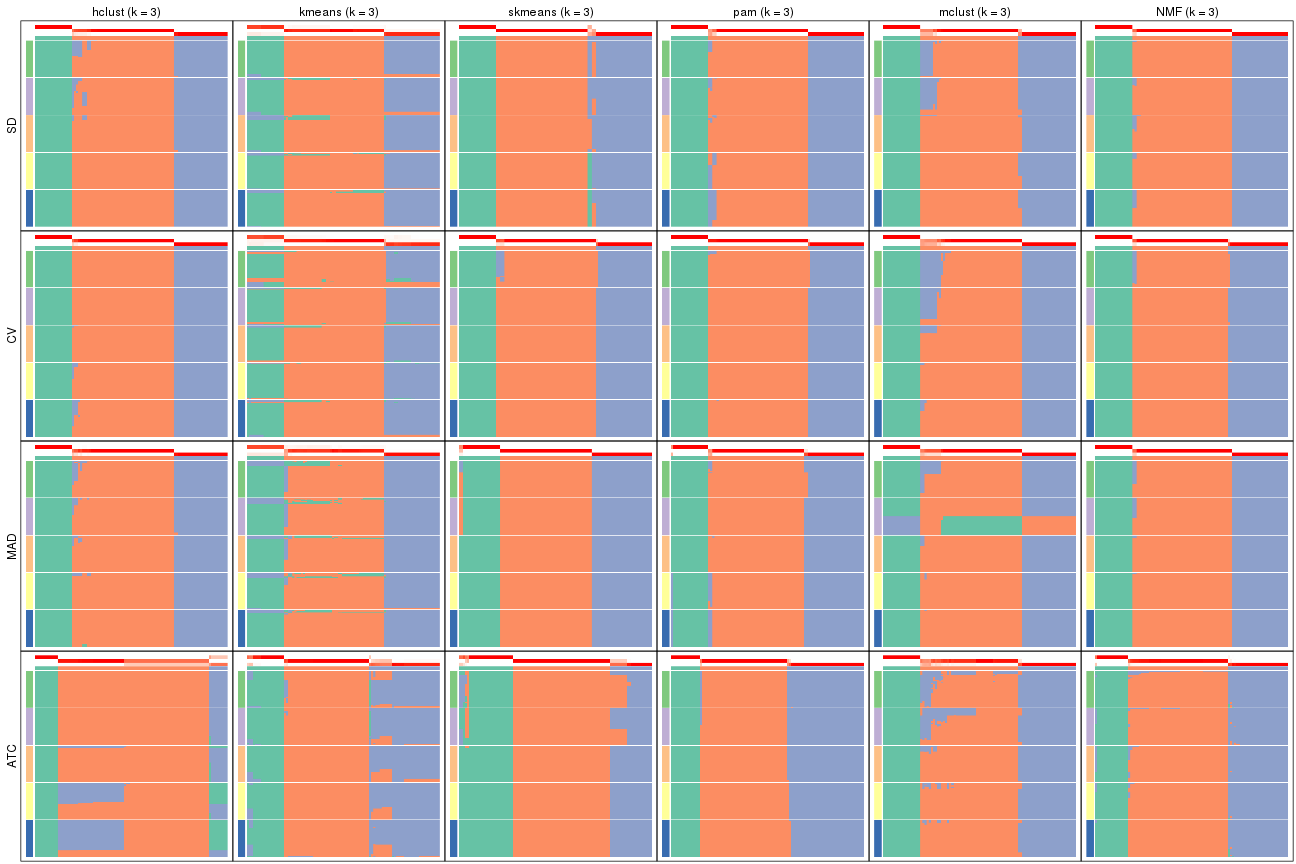 hclust (k = 3)
kmeans (k = 3)
skmeans (k = 3)
pam (k = 3)
mclust (k = 3)
NMF (k = 3)
SD
CV
MAD
ATC